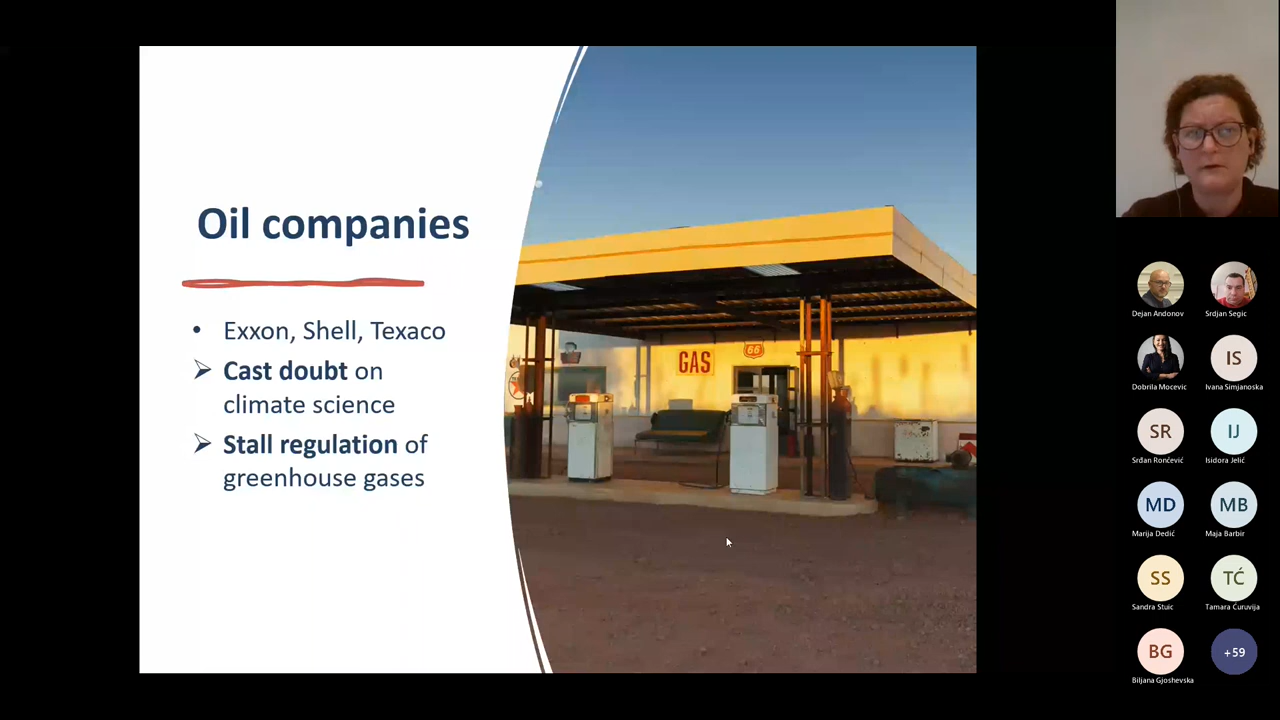 Oil companies
• Exxon, Shell, Texaco
➢ Cast doubt on
climate science
➢ Stall regulation of
greenhouse gases
GAS
66
Dejan Andonov
Srdjan Segic
Dobrila Mocevic
IS
Ivana Simjanoska
SR
Srđan Rončević
IJ
Isidora Jelić
MD
Marija Dedić
MB
Maja Barbir
SS
Sandra Stuic
TĆ
Tamara Ćuruvija
BG
Biljana Gjoshevska
+59